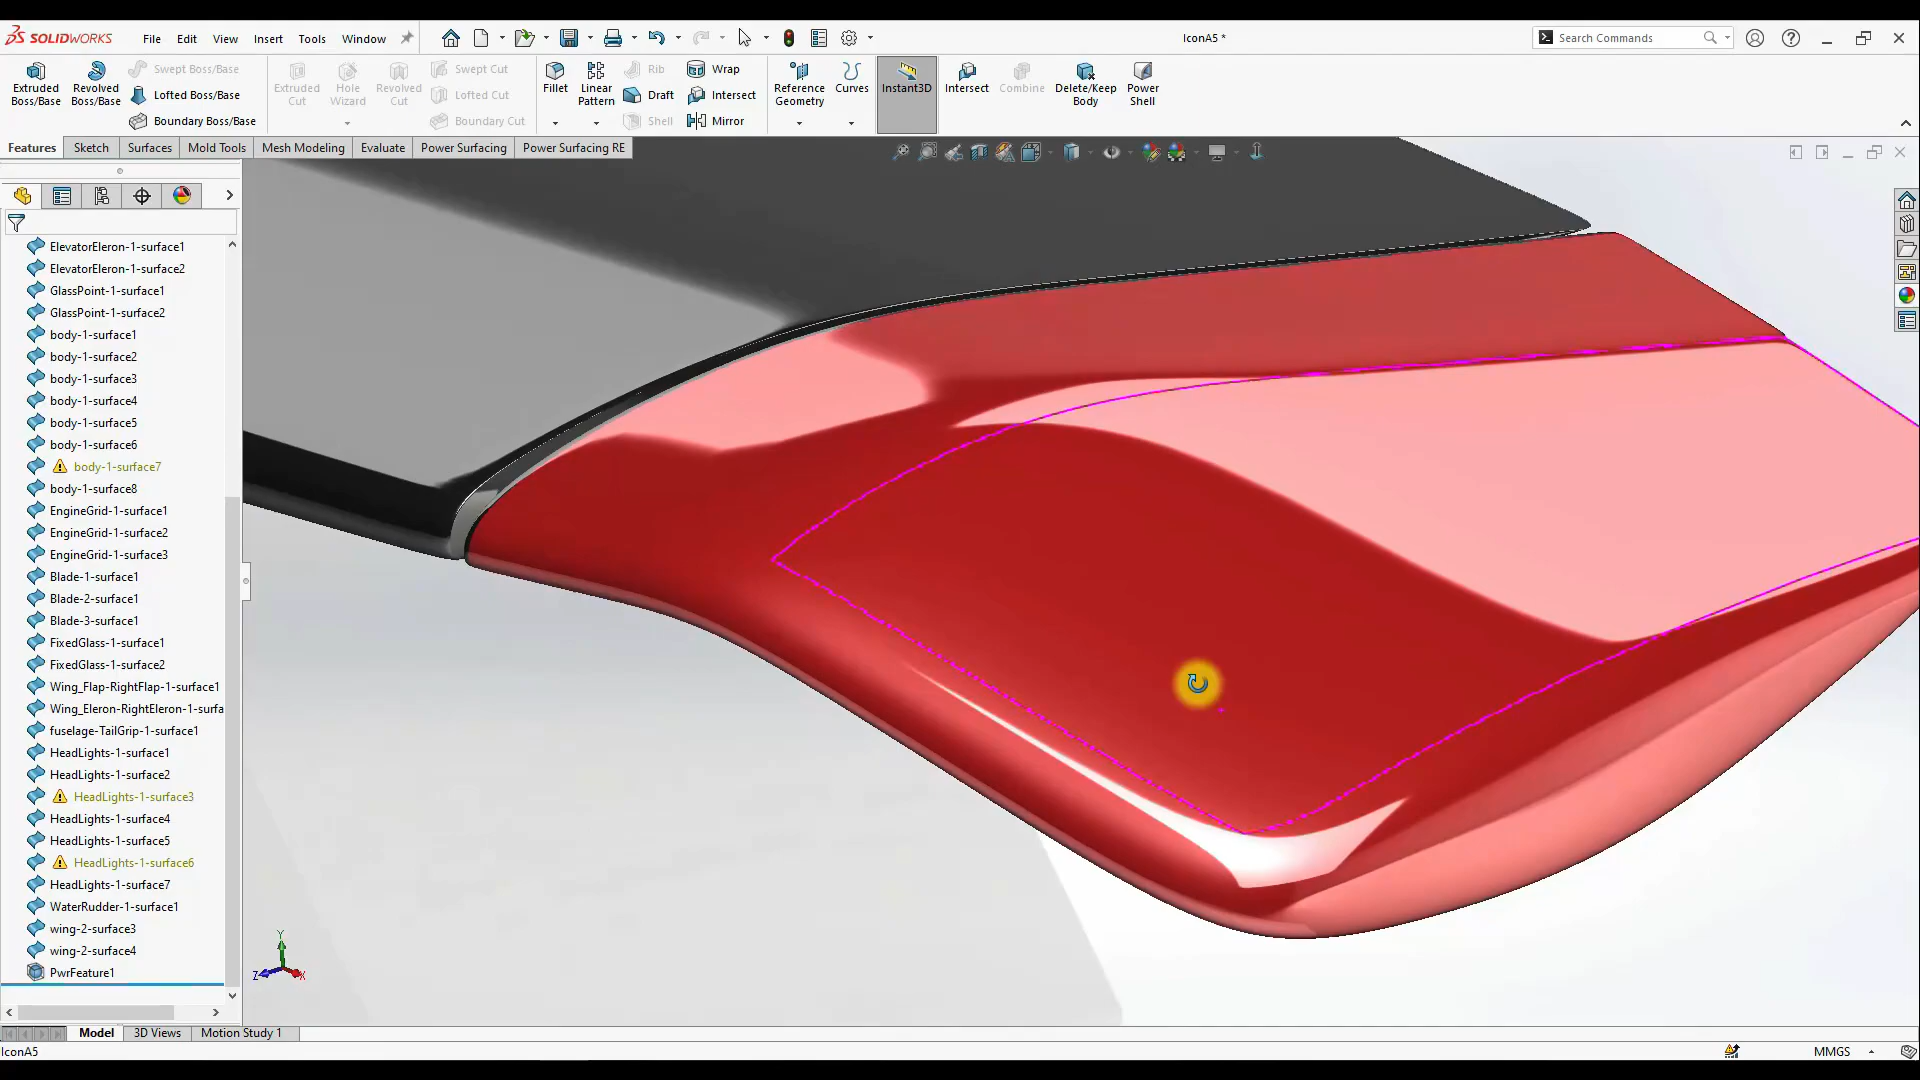 SOLIDWORKS File Edit View Insert Tools Window IconA5 * Search Commands
Extruded Boss/Base
Revolved Boss/Base
Swept Boss/Base
Lofted Boss/Base
Boundary Boss/Base
Extruded Cut
Hole Wizard
Revolved Cut
Swept Cut
Lofted Cut
Boundary Cut
Fillet
Linear Pattern
Rib
Draft
Shell
Wrap
Intersect
Mirror
Reference Geometry
Curves
Instant3D
Intersect
Combine
Delete/Keep Body
Power Shell
Features Sketch Surfaces Mold Tools Mesh Modeling Evaluate Power Surfacing Power Surfacing RE
ElevatorEleron-1-surface1
ElevatorEleron-1-surface2
GlassPoint-1-surface1
GlassPoint-1-surface2
body-1-surface1
body-1-surface2
body-1-surface3
body-1-surface4
body-1-surface5
body-1-surface6
body-1-surface7
body-1-surface8
EngineGrid-1-surface1
EngineGrid-1-surface2
EngineGrid-1-surface3
Blade-1-surface1
Blade-2-surface1
Blade-3-surface1
FixedGlass-1-surface1
FixedGlass-1-surface2
Wing_Flap-RightFlap-1-surface1
Wing_Eleron-RightEleron-1-surfa
fuselage-TailGrip-1-surface1
HeadLights-1-surface1
HeadLights-1-surface2
HeadLights-1-surface3
HeadLights-1-surface4
HeadLights-1-surface5
HeadLights-1-surface6
HeadLights-1-surface7
WaterRudder-1-surface1
wing-2-surface3
wing-2-surface4
PwrFeature1
Y
Z X
Model 3D Views Motion Study 1
IconA5 MMGS